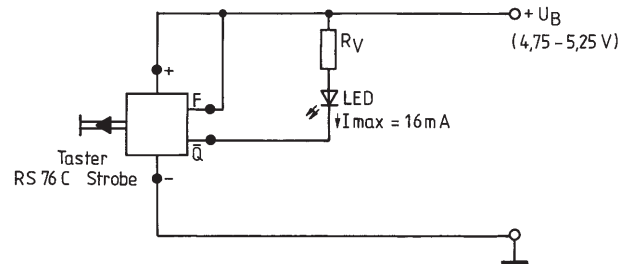 + U_B
(4,75 – 5,25 V)
R_V
+
F
LED
I max = 16 mA
Q̅
Taster
RS 76 C Strobe
–